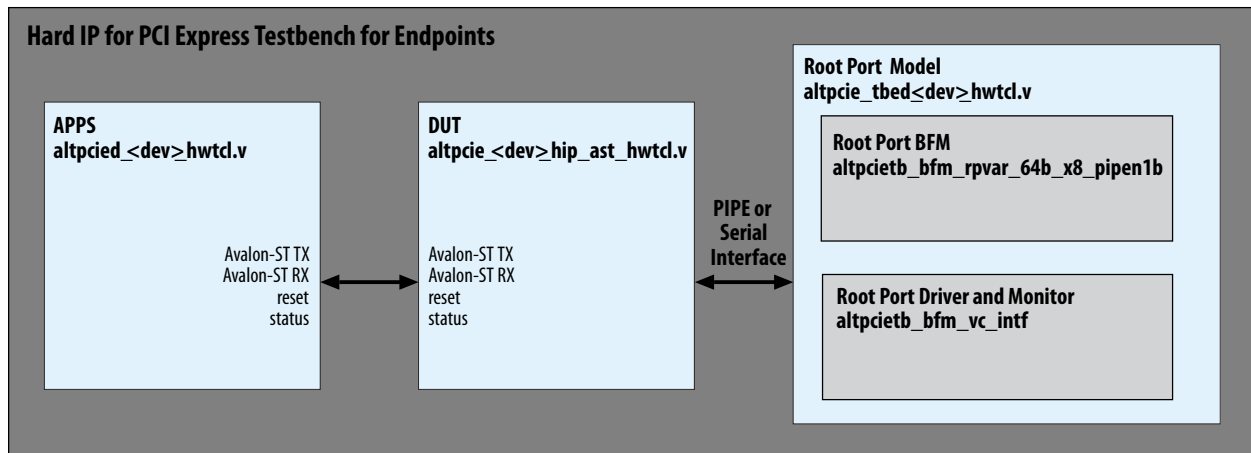 Hard IP for PCI Express Testbench for Endpoints
APPS
altpcied_<dev>_hwtcl.v
Avalon-ST TX
Avalon-ST RX
reset
status
DUT
altpcie_<dev>_hip_ast_hwtcl.v
Avalon-ST TX
Avalon-ST RX
reset
status
PIPE or
Serial
Interface
Root Port Model
altpcie_tbed_<dev>_hwtcl.v
Root Port BFM
altpcietb_bfm_rpvar_64b_x8_pipen1b
Root Port Driver and Monitor
altpcietb_bfm_vc_intf